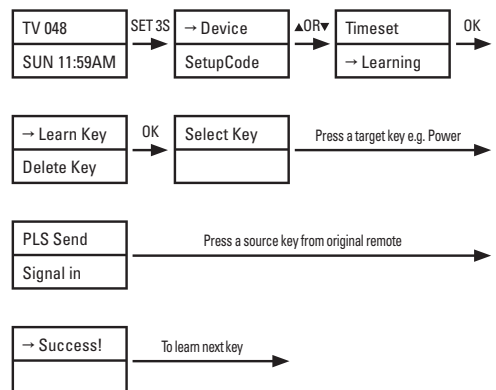 TV 048
SUN 11:59AM
SET 3S
→ Device
SetupCode
▲OR▼
Timeset
→ Learning
OK
→ Learn Key
Delete Key
OK
Select Key
Press a target key e.g. Power
PLS Send
Signal in
Press a source key from original remote
→ Success!
To learn next key